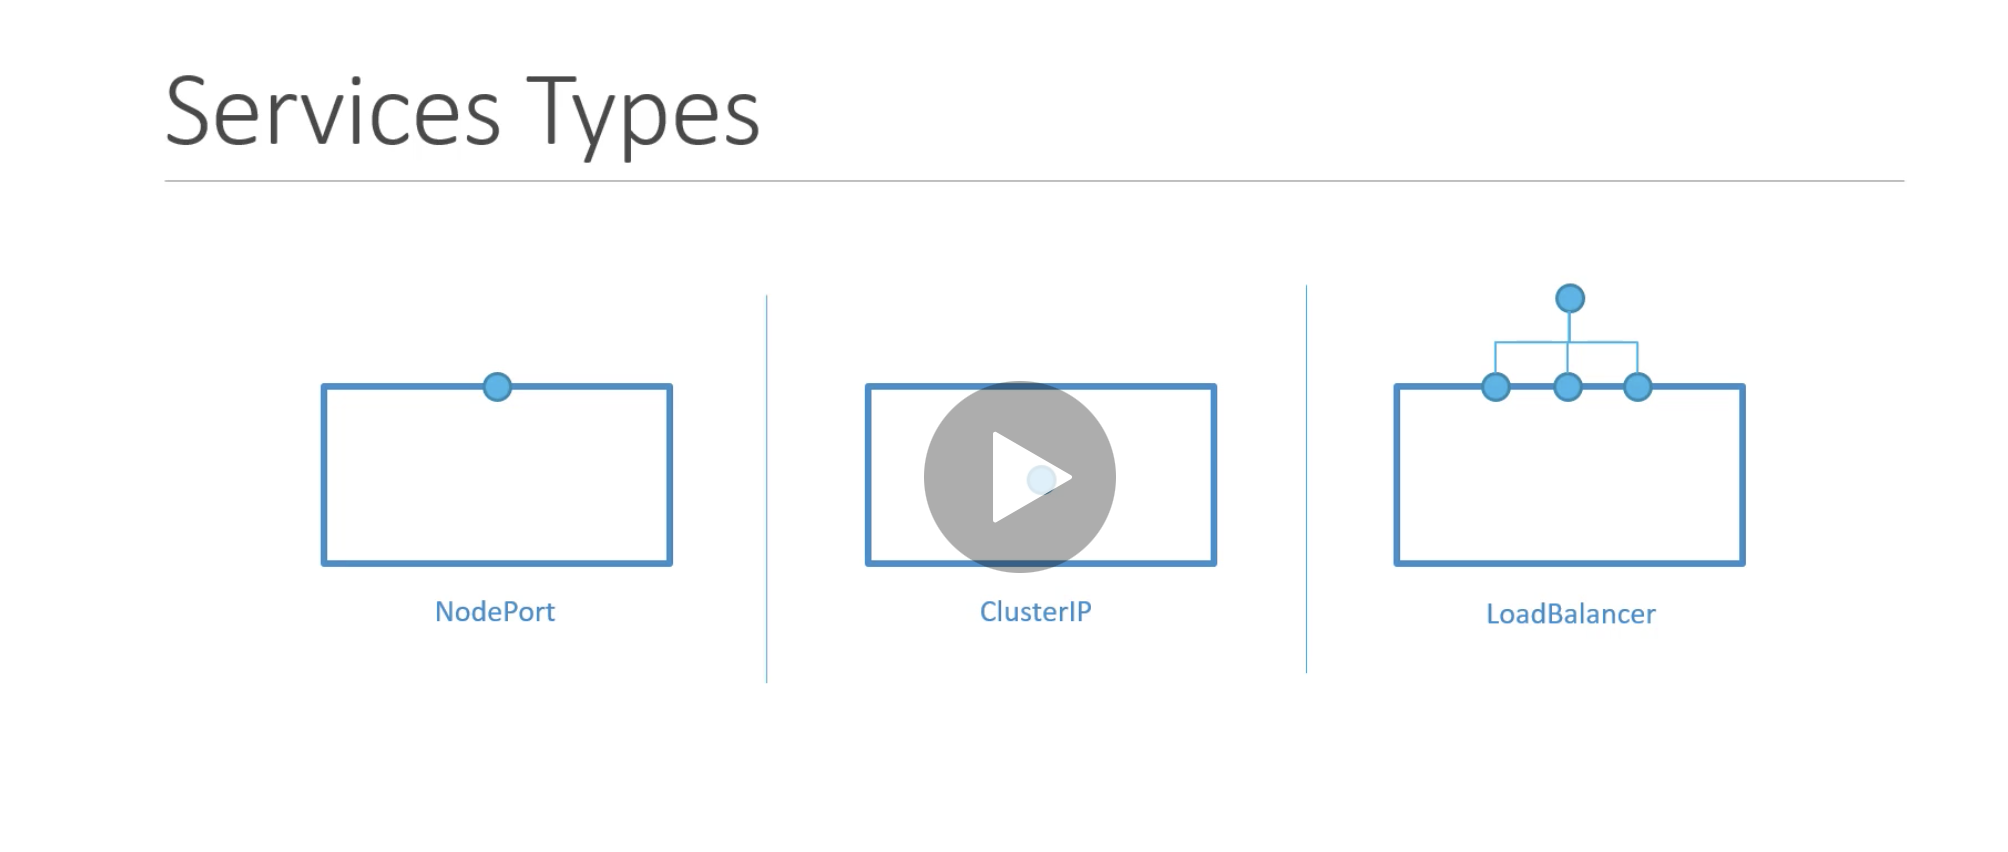 Services Types
NodePort
ClusterIP
LoadBalancer